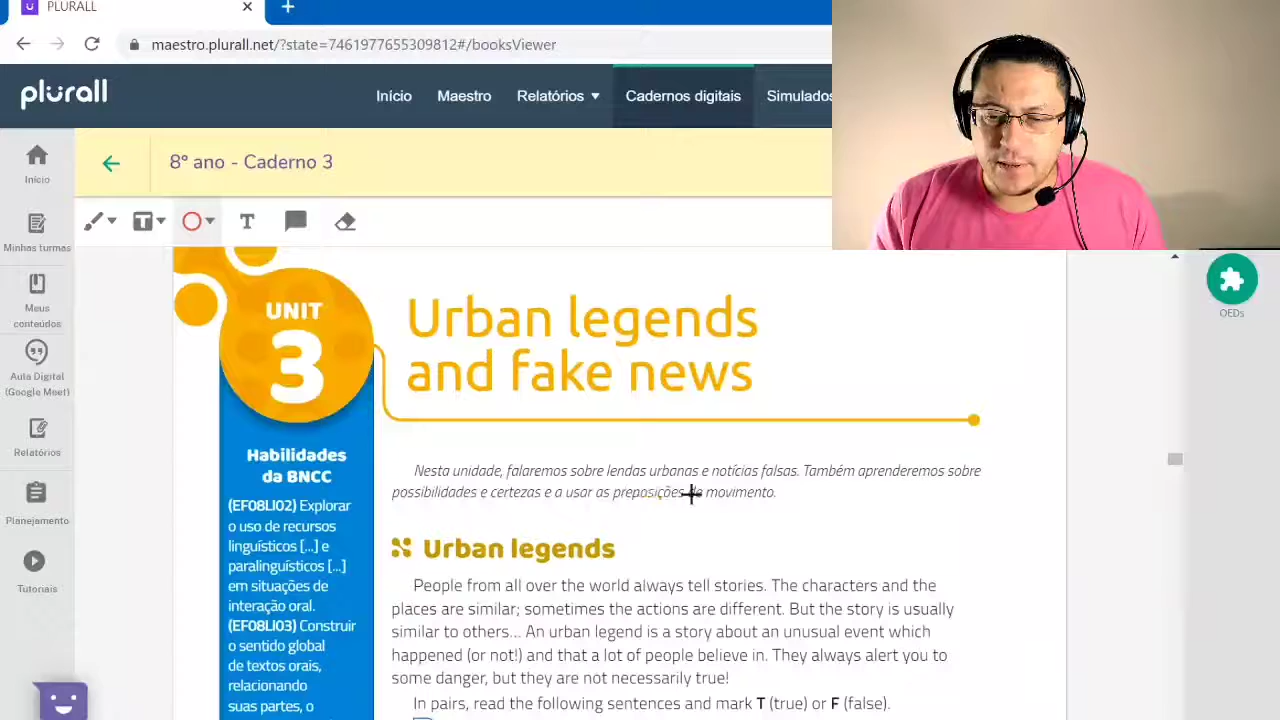 PLURALL
maestro.plurall.net/?state=7461977655309812#/booksViewer
plurall
Início
Maestro
Relatórios
Cadernos digitais
Simulados
8º ano - Caderno 3
Início
Minhas turmas
Meus
conteúdos
Aula Digital
(Google Meet)
Relatórios
Planejamento
Tutoriais
T
T
OEDs
UNIT
3
Urban legends
and fake news
Habilidades
da BNCC
(EF08LI02) Explorar
o uso de recursos
linguísticos [...] e
paralinguísticos [...]
em situações de
interação oral.
(EF08LI03) Construir
o sentido global
de textos orais,
relacionando
suas partes, o
Nesta unidade, falaremos sobre lendas urbanas e notícias falsas. Também aprenderemos sobre
possibilidades e certezas e a usar as preposições de movimento.
Urban legends
People from all over the world always tell stories. The characters and the
places are similar; sometimes the actions are different. But the story is usually
similar to others... An urban legend is a story about an unusual event which
happened (or not!) and that a lot of people believe in. They always alert you to
some danger, but they are not necessarily true!
In pairs, read the following sentences and mark T (true) or F (false).